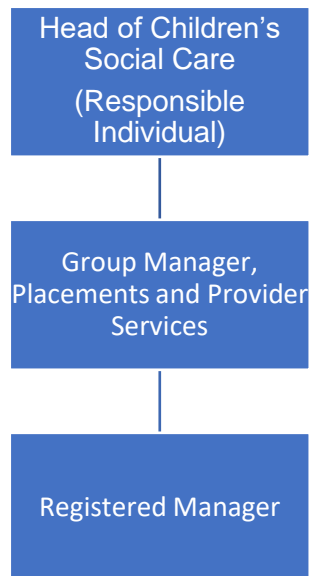 Head of Children's
Social Care
(Responsible
Individual)
Group Manager,
Placements and Provider
Services
Registered Manager